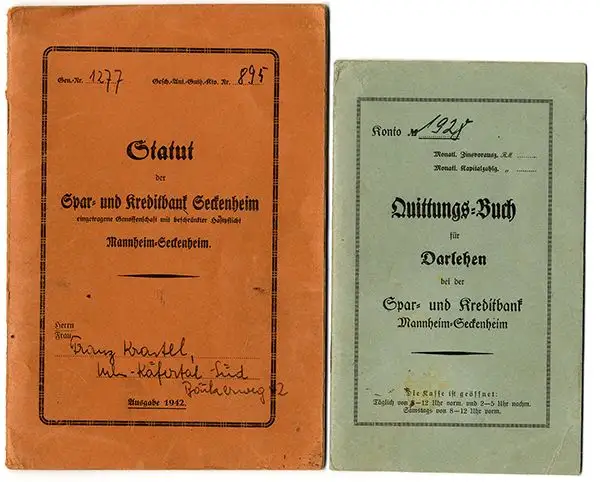 Gen.-Nr. 1277 Gesch.-Ant.-Guth.-Kto. Nr. 895
Statut
der
Spar- und Kreditbank Seckenheim
eingetragene Genossenschaft mit beschränkter Haftpflicht
Mannheim-Seckenheim.
Herrn
Frau
Franz Krastel,
Mm-Käfertal-Süd
Ausgabe 1942.
Konto № 1928
Monatl. Zinsvorausz. RM
Monatl. Kapitalzahlg. „
Quittungs-Buch
für
Darlehen
bei der
Spar- und Kreditbank
Mannheim-Seckenheim
Die Kasse ist geöffnet:
Täglich von 8—12 Uhr vorm. und 2—5 Uhr nachm.
Samstags von 8—12 Uhr vorm.